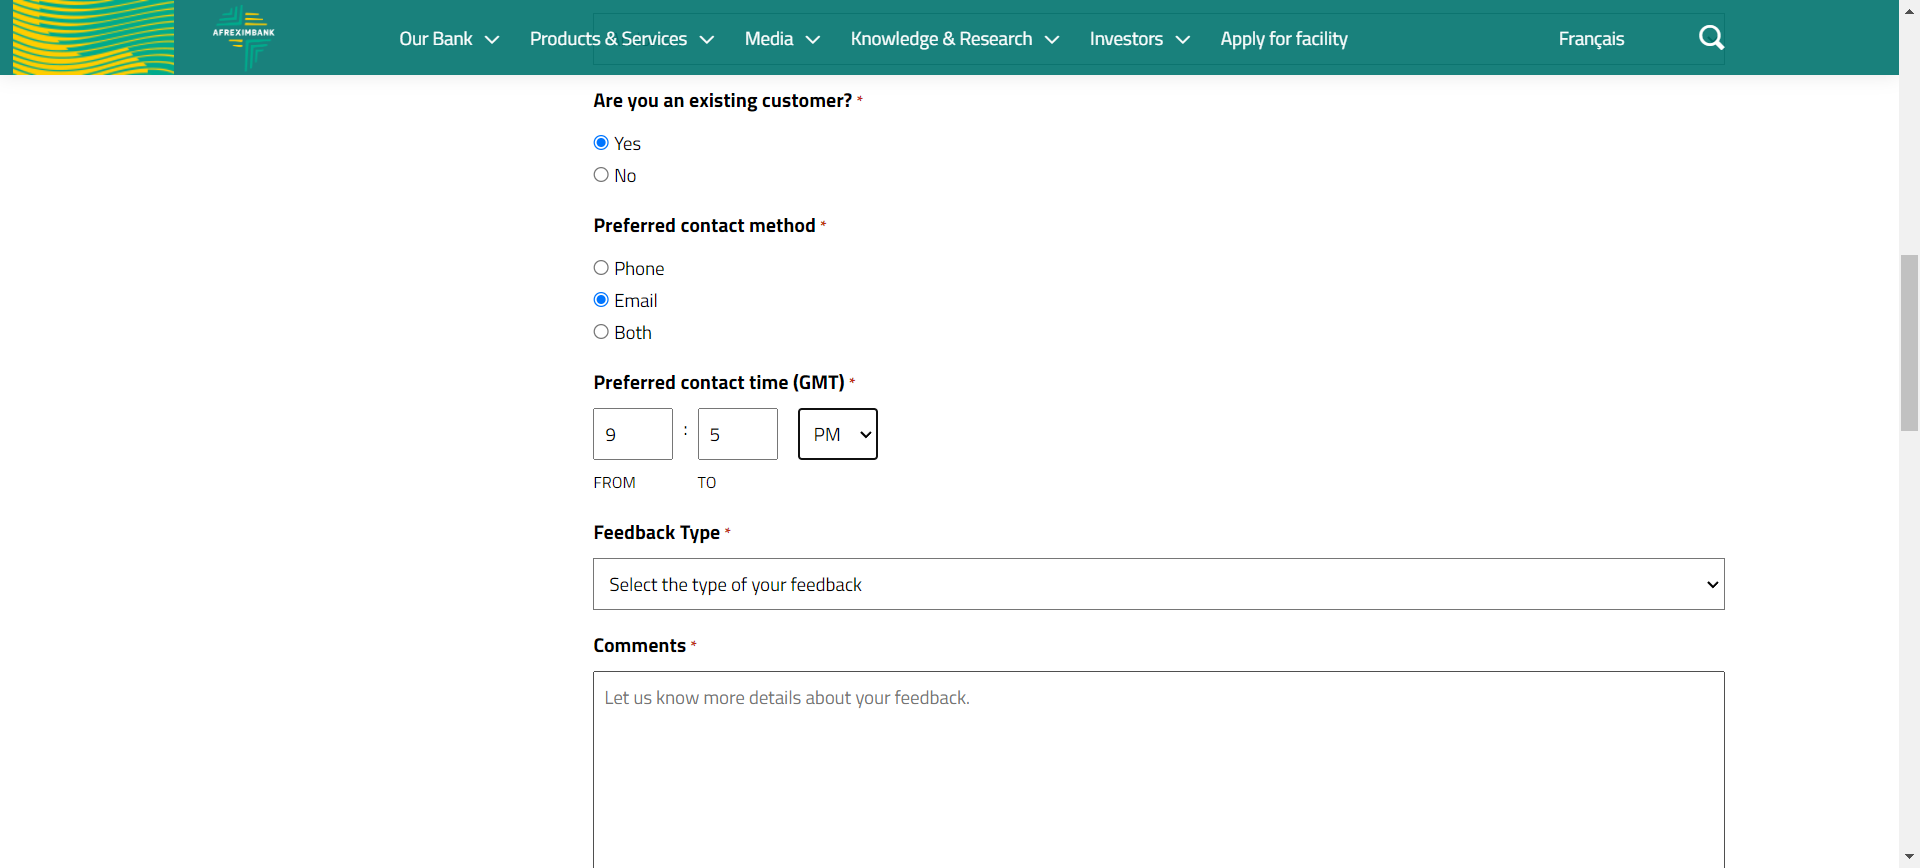 AFREXIMBANK
Our Bank Products & Services Media Knowledge & Research Investors Apply for facility Français
Are you an existing customer? *
Yes
No
Preferred contact method *
Phone
Email
Both
Preferred contact time (GMT) *
9 : 5 PM
FROM TO
Feedback Type *
Select the type of your feedback
Comments *
Let us know more details about your feedback.